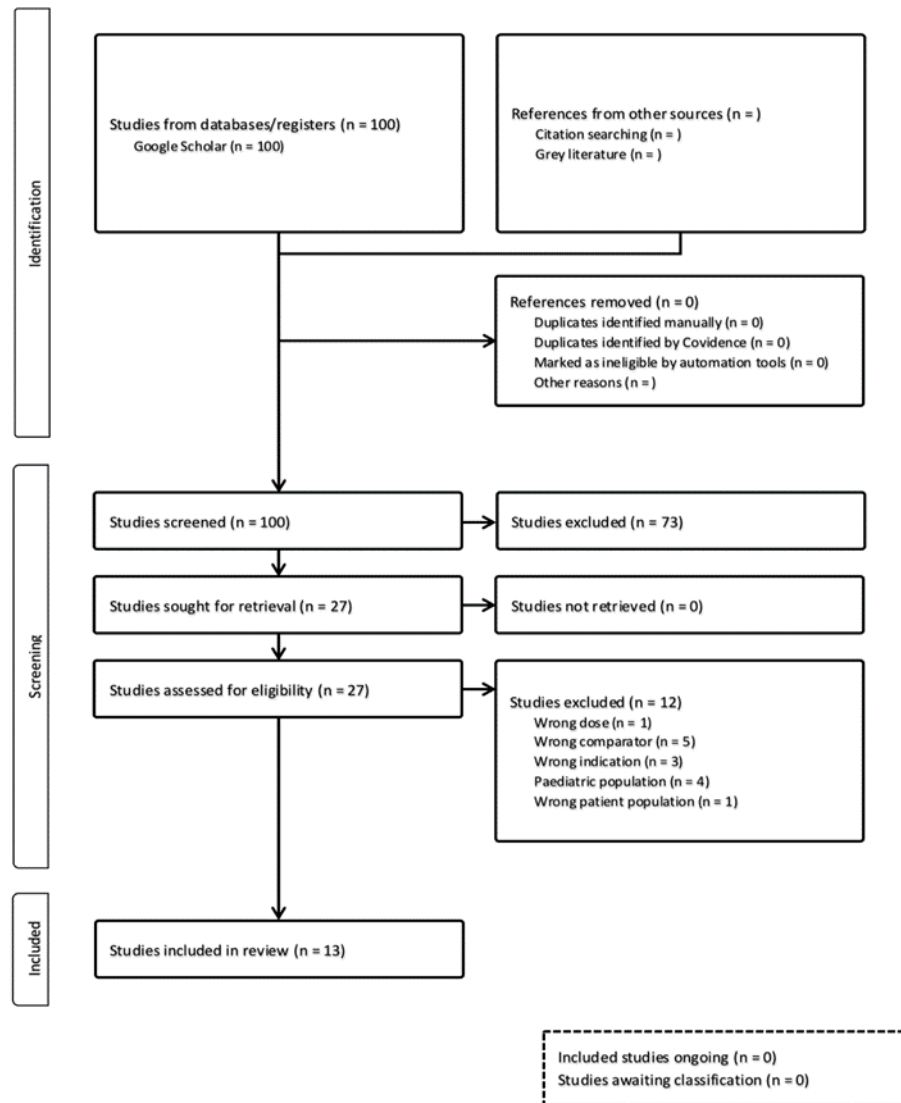 Identification
Studies from databases/registers (n = 100)
Google Scholar (n = 100)
References from other sources (n = )
Citation searching (n = )
Grey literature (n = )
References removed (n = 0)
Duplicates identified manually (n = 0)
Duplicates identified by Covidence (n = 0)
Marked as ineligible by automation tools (n = 0)
Other reasons (n = )
Screening
Studies screened (n = 100)
Studies excluded (n = 73)
Studies sought for retrieval (n = 27)
Studies not retrieved (n = 0)
Studies assessed for eligibility (n = 27)
Studies excluded (n = 12)
Wrong dose (n = 1)
Wrong comparator (n = 5)
Wrong indication (n = 3)
Paediatric population (n = 4)
Wrong patient population (n = 1)
Included
Studies included in review (n = 13)
Included studies ongoing (n = 0)
Studies awaiting classification (n = 0)